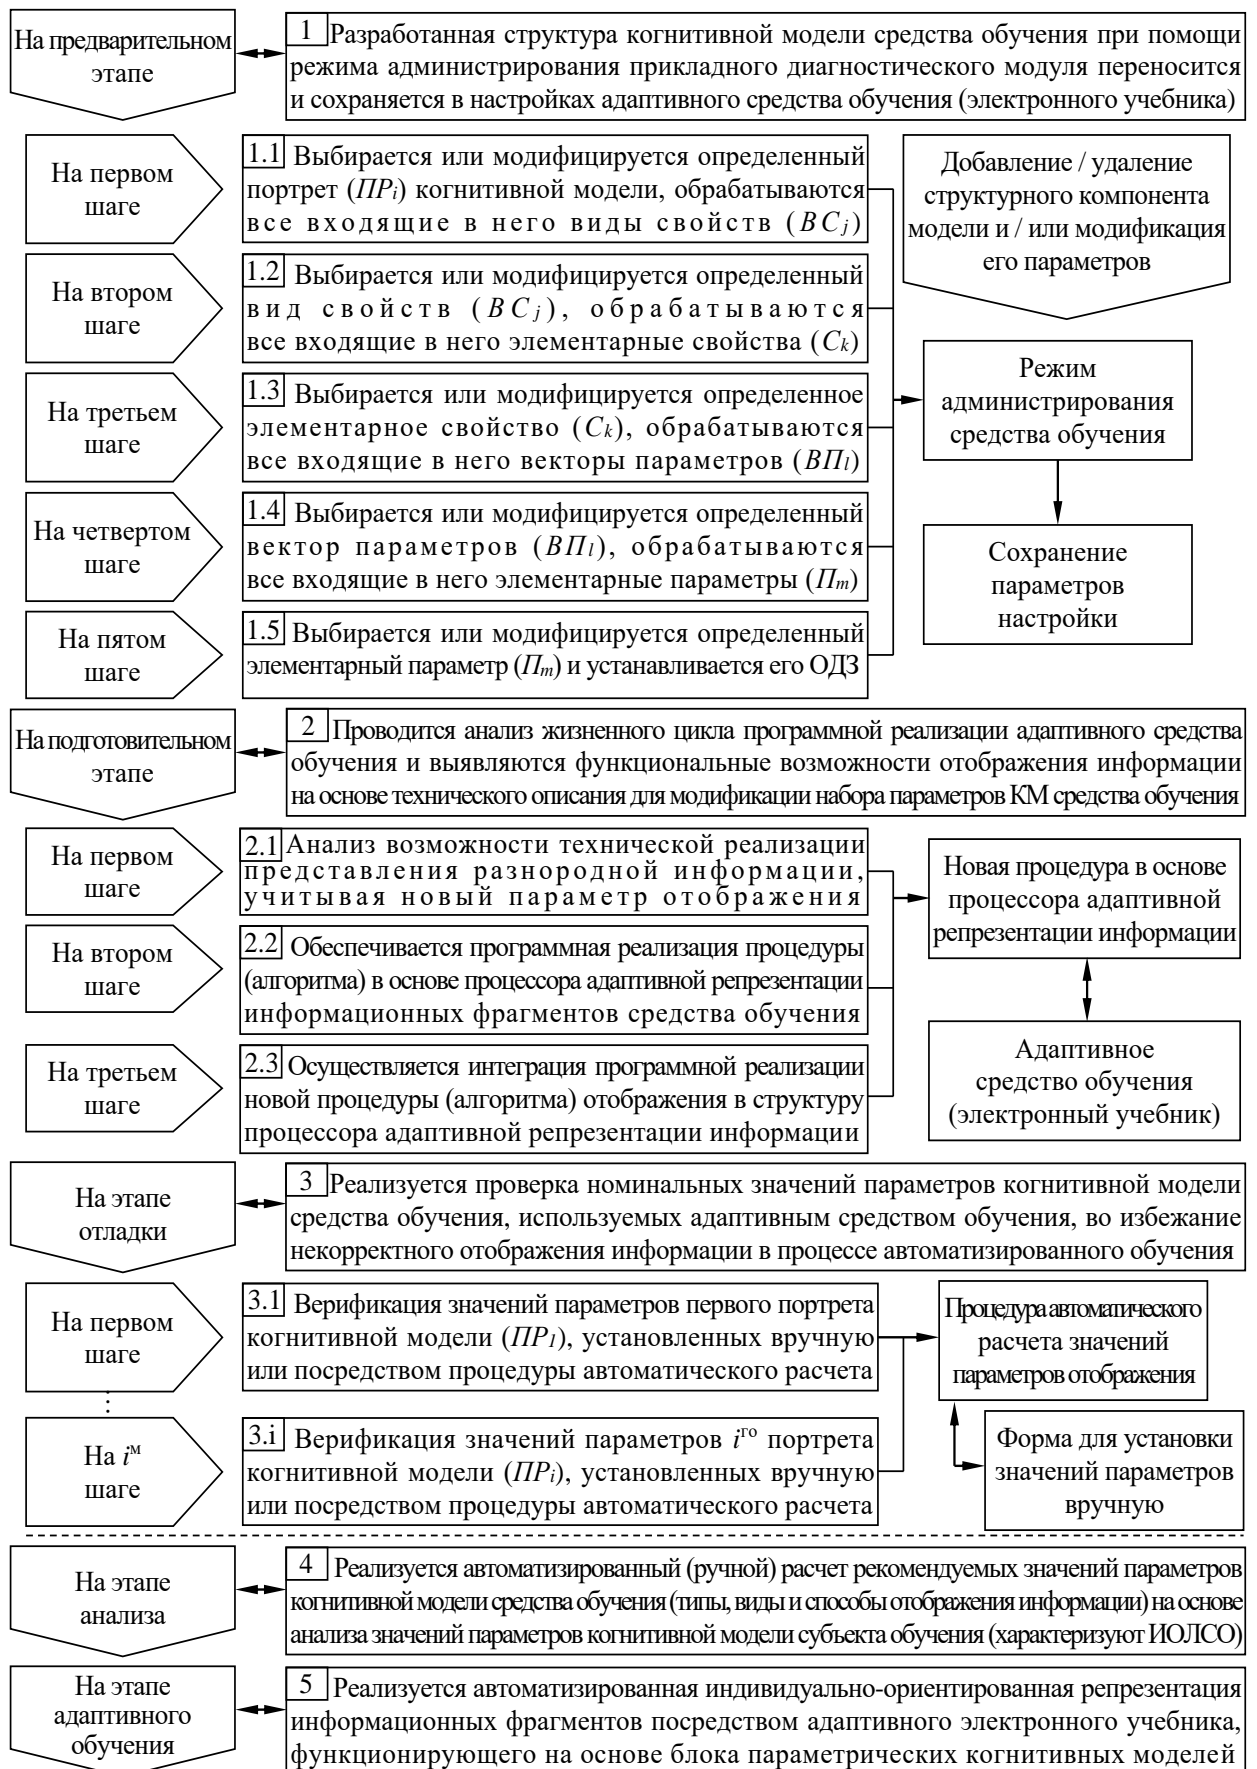 На предварительном
этапе
1 Разработанная структура когнитивной модели средства обучения при помощи
режима администрирования прикладного диагностического модуля переносится
и сохраняется в настройках адаптивного средства обучения (электронного учебника)
На первом
шаге
1.1 Выбирается или модифицируется определенный
портрет (ПРi) когнитивной модели, обрабатываются
все входящие в него виды свойств (ВСj)
На втором
шаге
1.2 Выбирается или модифицируется определенный
вид свойств (ВСj), обрабатываются
все входящие в него элементарные свойства (Сk)
На третьем
шаге
1.3 Выбирается или модифицируется определенное
элементарное свойство (Сk), обрабатываются
все входящие в него векторы параметров (ВПl)
На четвертом
шаге
1.4 Выбирается или модифицируется определенный
вектор параметров (ВПl), обрабатываются
все входящие в него элементарные параметры (Пm)
На пятом
шаге
1.5 Выбирается или модифицируется определенный
элементарный параметр (Пm) и устанавливается его ОДЗ
Добавление / удаление
структурного компонента
модели и / или модификация
его параметров
Режим
администрирования
средства обучения
Сохранение
параметров
настройки
На подготовительном
этапе
2 Проводится анализ жизненного цикла программной реализации адаптивного средства
обучения и выявляются функциональные возможности отображения информации
на основе технического описания для модификации набора параметров КМ средства обучения
На первом
шаге
2.1 Анализ возможности технической реализации
представления разнородной информации,
учитывая новый параметр отображения
На втором
шаге
2.2 Обеспечивается программная реализация процедуры
(алгоритма) в основе процессора адаптивной репрезентации
информационных фрагментов средства обучения
На третьем
шаге
2.3 Осуществляется интеграция программной реализации
новой процедуры (алгоритма) отображения в структуру
процессора адаптивной репрезентации информации
Новая процедура в основе
процессора адаптивной
репрезентации информации
Адаптивное
средство обучения
(электронный учебник)
На этапе
отладки
3 Реализуется проверка номинальных значений параметров когнитивной модели
средства обучения, используемых адаптивным средством обучения, во избежание
некорректного отображения информации в процессе автоматизированного обучения
На первом
шаге
3.1 Верификация значений параметров первого портрета
когнитивной модели (ПР1), установленных вручную
или посредством процедуры автоматического расчета
На iм
шаге
3.i Верификация значений параметров iго портрета
когнитивной модели (ПРi), установленных вручную
или посредством процедуры автоматического расчета
Процедура автоматического
расчета значений
параметров отображения
Форма для установки
значений параметров
вручную
На этапе
анализа
4 Реализуется автоматизированный (ручной) расчет рекомендуемых значений параметров
когнитивной модели средства обучения (типы, виды и способы отображения информации) на основе
анализа значений параметров когнитивной модели субъекта обучения (характеризуют ИОЛСО)
На этапе
адаптивного
обучения
5 Реализуется автоматизированная индивидуально-ориентированная репрезентация
информационных фрагментов посредством адаптивного электронного учебника,
функционирующего на основе блока параметрических когнитивных моделей